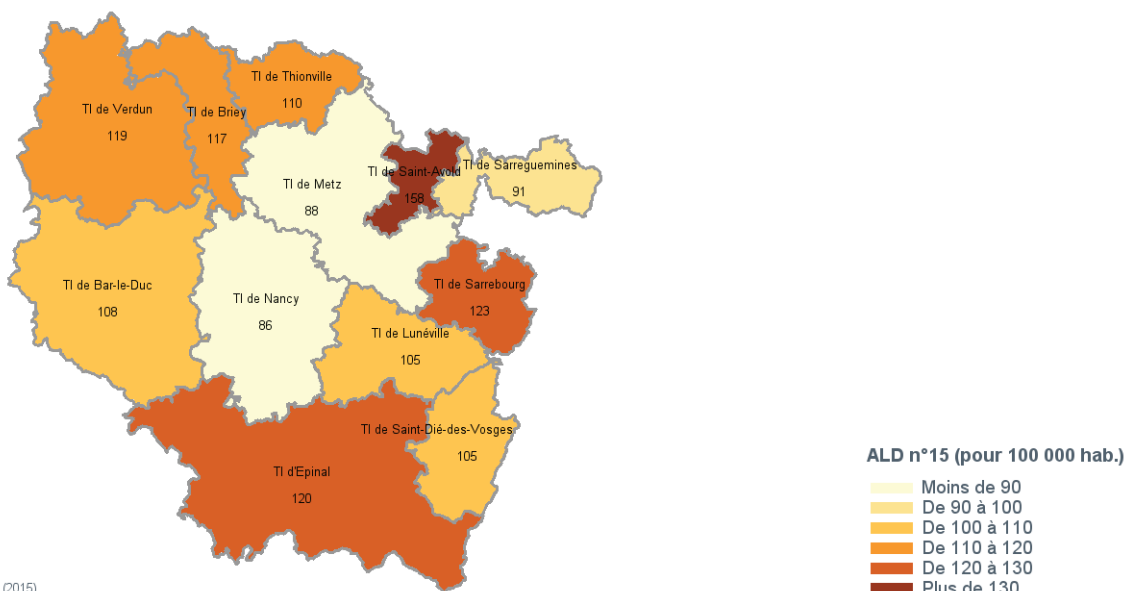 TI de Thionville
110
TI de Verdun
119
TI de Briey
117
TI de Saint-Avold
158
TI de Sarreguemines
91
TI de Metz
88
TI de Bar-le-Duc
108
TI de Nancy
86
TI de Sarrebourg
123
TI de Lunéville
105
TI de Saint-Dié-des-Vosges
105
TI d'Epinal
120
ALD n°15 (pour 100 000 hab.)
Moins de 90
De 90 à 100
De 100 à 110
De 110 à 120
De 120 à 130
Plus de 130
(2015)